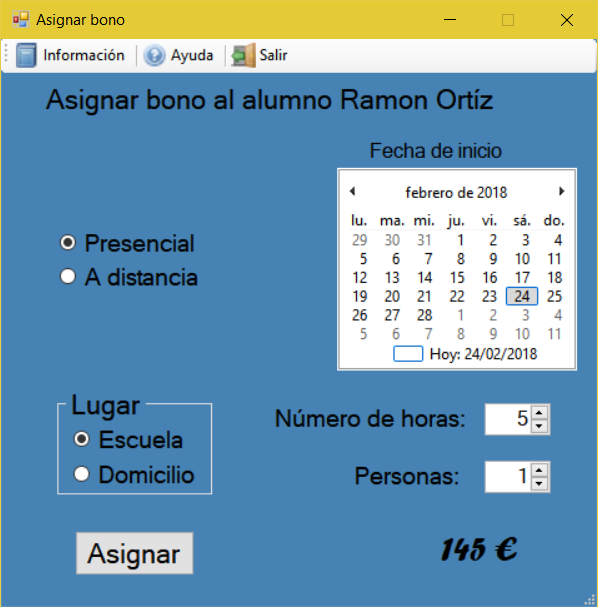 Asignar bono
Información Ayuda Salir
Asignar bono al alumno Ramon Ortíz
Fecha de inicio
febrero de 2018
lu. ma. mi. ju. vi. sá. do.
29 30 31 1 2 3 4
5 6 7 8 9 10 11
12 13 14 15 16 17 18
19 20 21 22 23 24 25
26 27 28 1 2 3 4
5 6 7 8 9 10 11
Hoy: 24/02/2018
Presencial
A distancia
Lugar
Escuela
Domicilio
Número de horas: 5
Personas: 1
Asignar
145 €